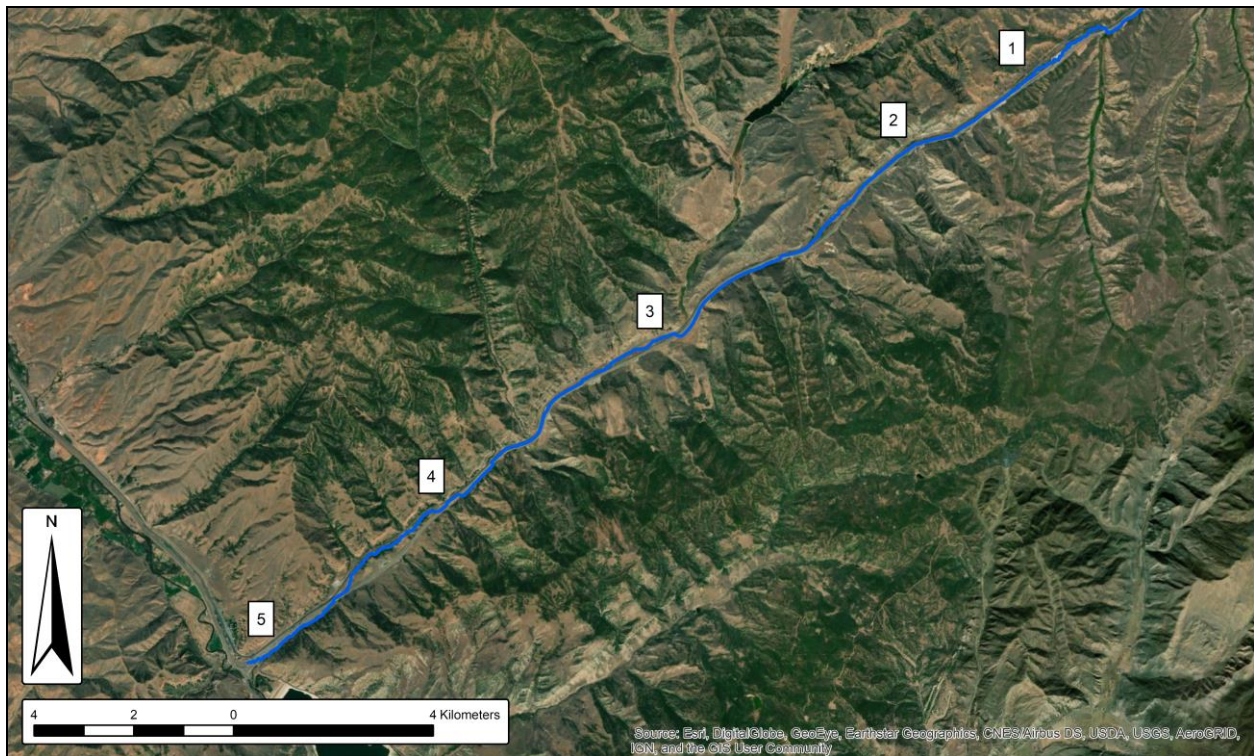 1
2
3
4
5
N
4 2 0 4 Kilometers
Source: Esri, DigitalGlobe, GeoEye, Earthstar Geographics, CNES/Airbus DS, USDA, USGS, AeroGRID,
IGN, and the GIS User Community